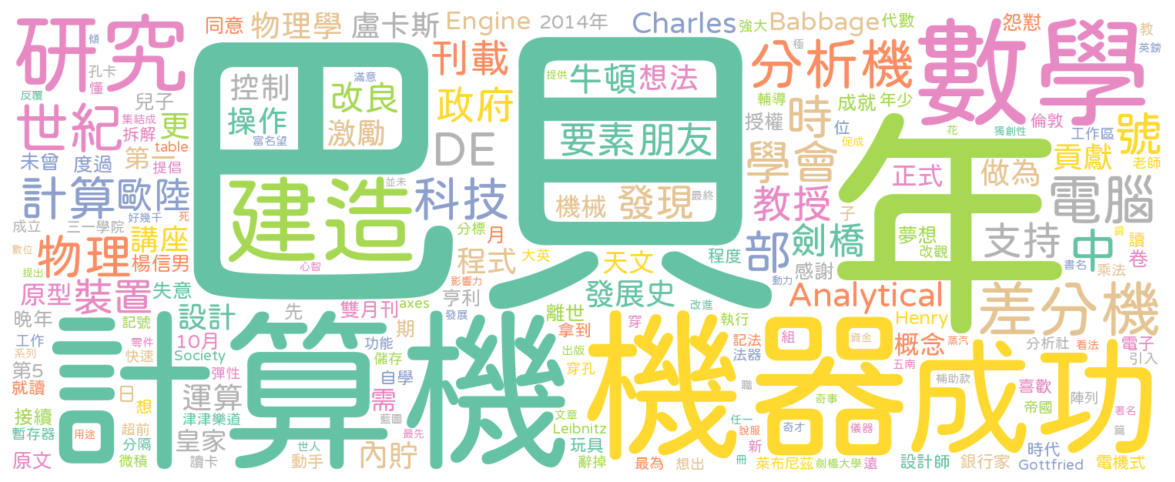 同意 物理學 盧卡斯 Engine 2014年 Charles 強大 Babbage 代數 怨懟 教
研究 孔卡 傾 懂 巴貝 刊載 分析機 數學 英鎊
控制 滿意 提供 牛頓 想法 極
反覆 集結成 兒子 改良 政府 輔導 成就 年少
世紀 拆解 更 操作 激勵 要素 朋友 授權 時 位 倫敦 工作區 號
富名望 table DE 促成 花 獨創性 貢獻 老師
未曾 度過 第一 提倡 並未 學會 年 正式 做為
計算 歐陸 建造 科技 機械 發現 最終 教授 子 電腦
好幾千 死 成立 三一學院 分標 月 部 劍橋 夢想 員 讀
數位 物理 講座 程式 大英 天文 程度 感謝 改觀 支持 中 書名 卷
提出 楊信男 心智 影響力 發展史 動力 乘法
原型 裝置 失意 雙月刊 axes 亨利 發展 改進 Analytical 差分機
晚年 記號 設計 先 期 離世 穿 執行 Henry
工作 零件 10月 功能 拿到 組 資金 概念 蒸汽 分析社 看法 電子
系列 快速 Society 計算機 儲存 出版 記法 機器 成功 五南 引入
第5 彈性 自學 穿孔 法器
就讀 日 想 運算 藍圖 需 職 補助款 喜歡 陣列
接續 津津樂道 文章 奇事 帝國 著名
暫存器 用途 超前 分隔 皇家 世人 最先 Leibnitz 任一 說服 奇才 儀器 篇
原文 微積 讀卡 動手 內貯 玩具 新 時代
辭掉 最為 想出 冊 萊布尼茲 劍橋大學 遠 設計師 銀行家 Gottfried 電機式